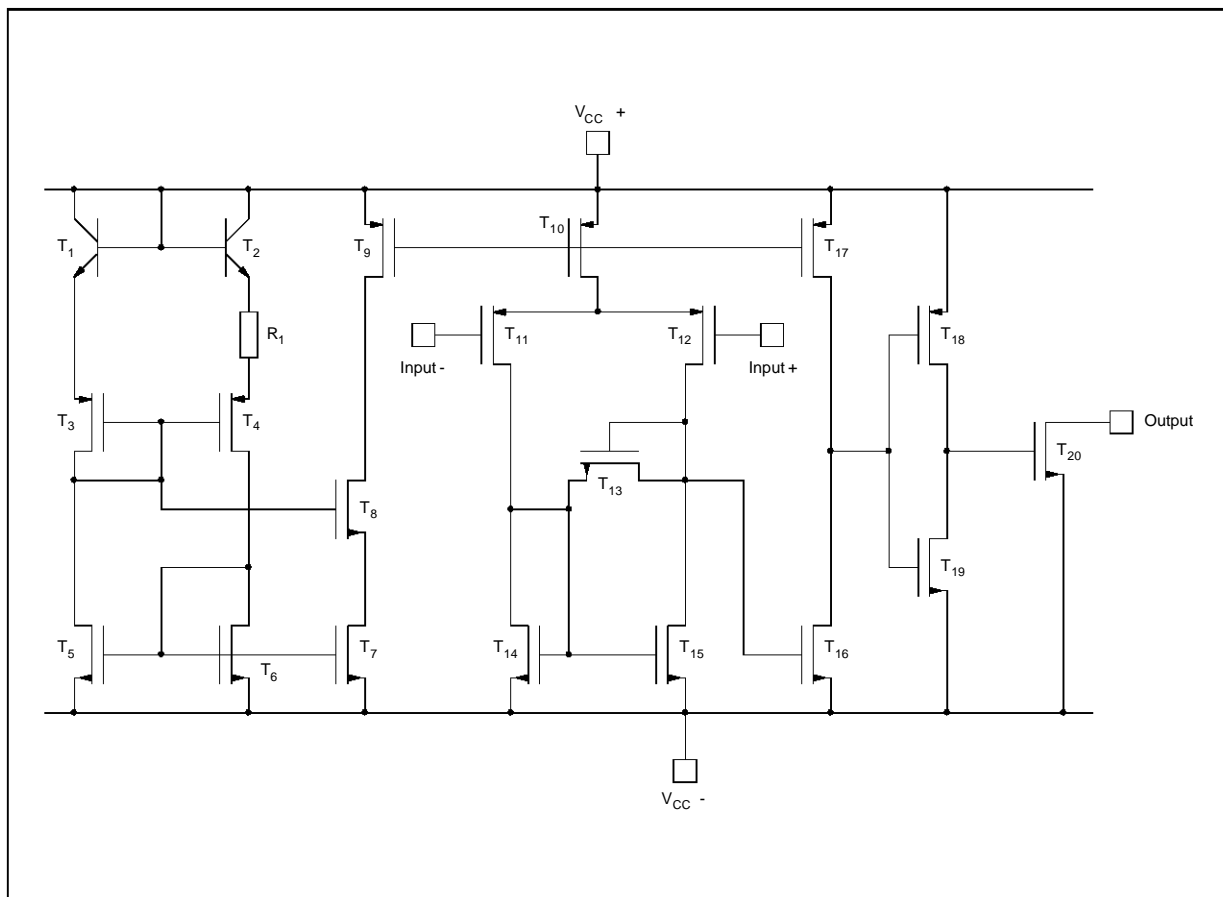 VCC +
T1
T2
T9
T10
T17
R1
T11
T12
T18
Input -
Input +
T3
T4
Output
T20
T13
T8
T19
T5
T6
T7
T14
T15
T16
VCC -